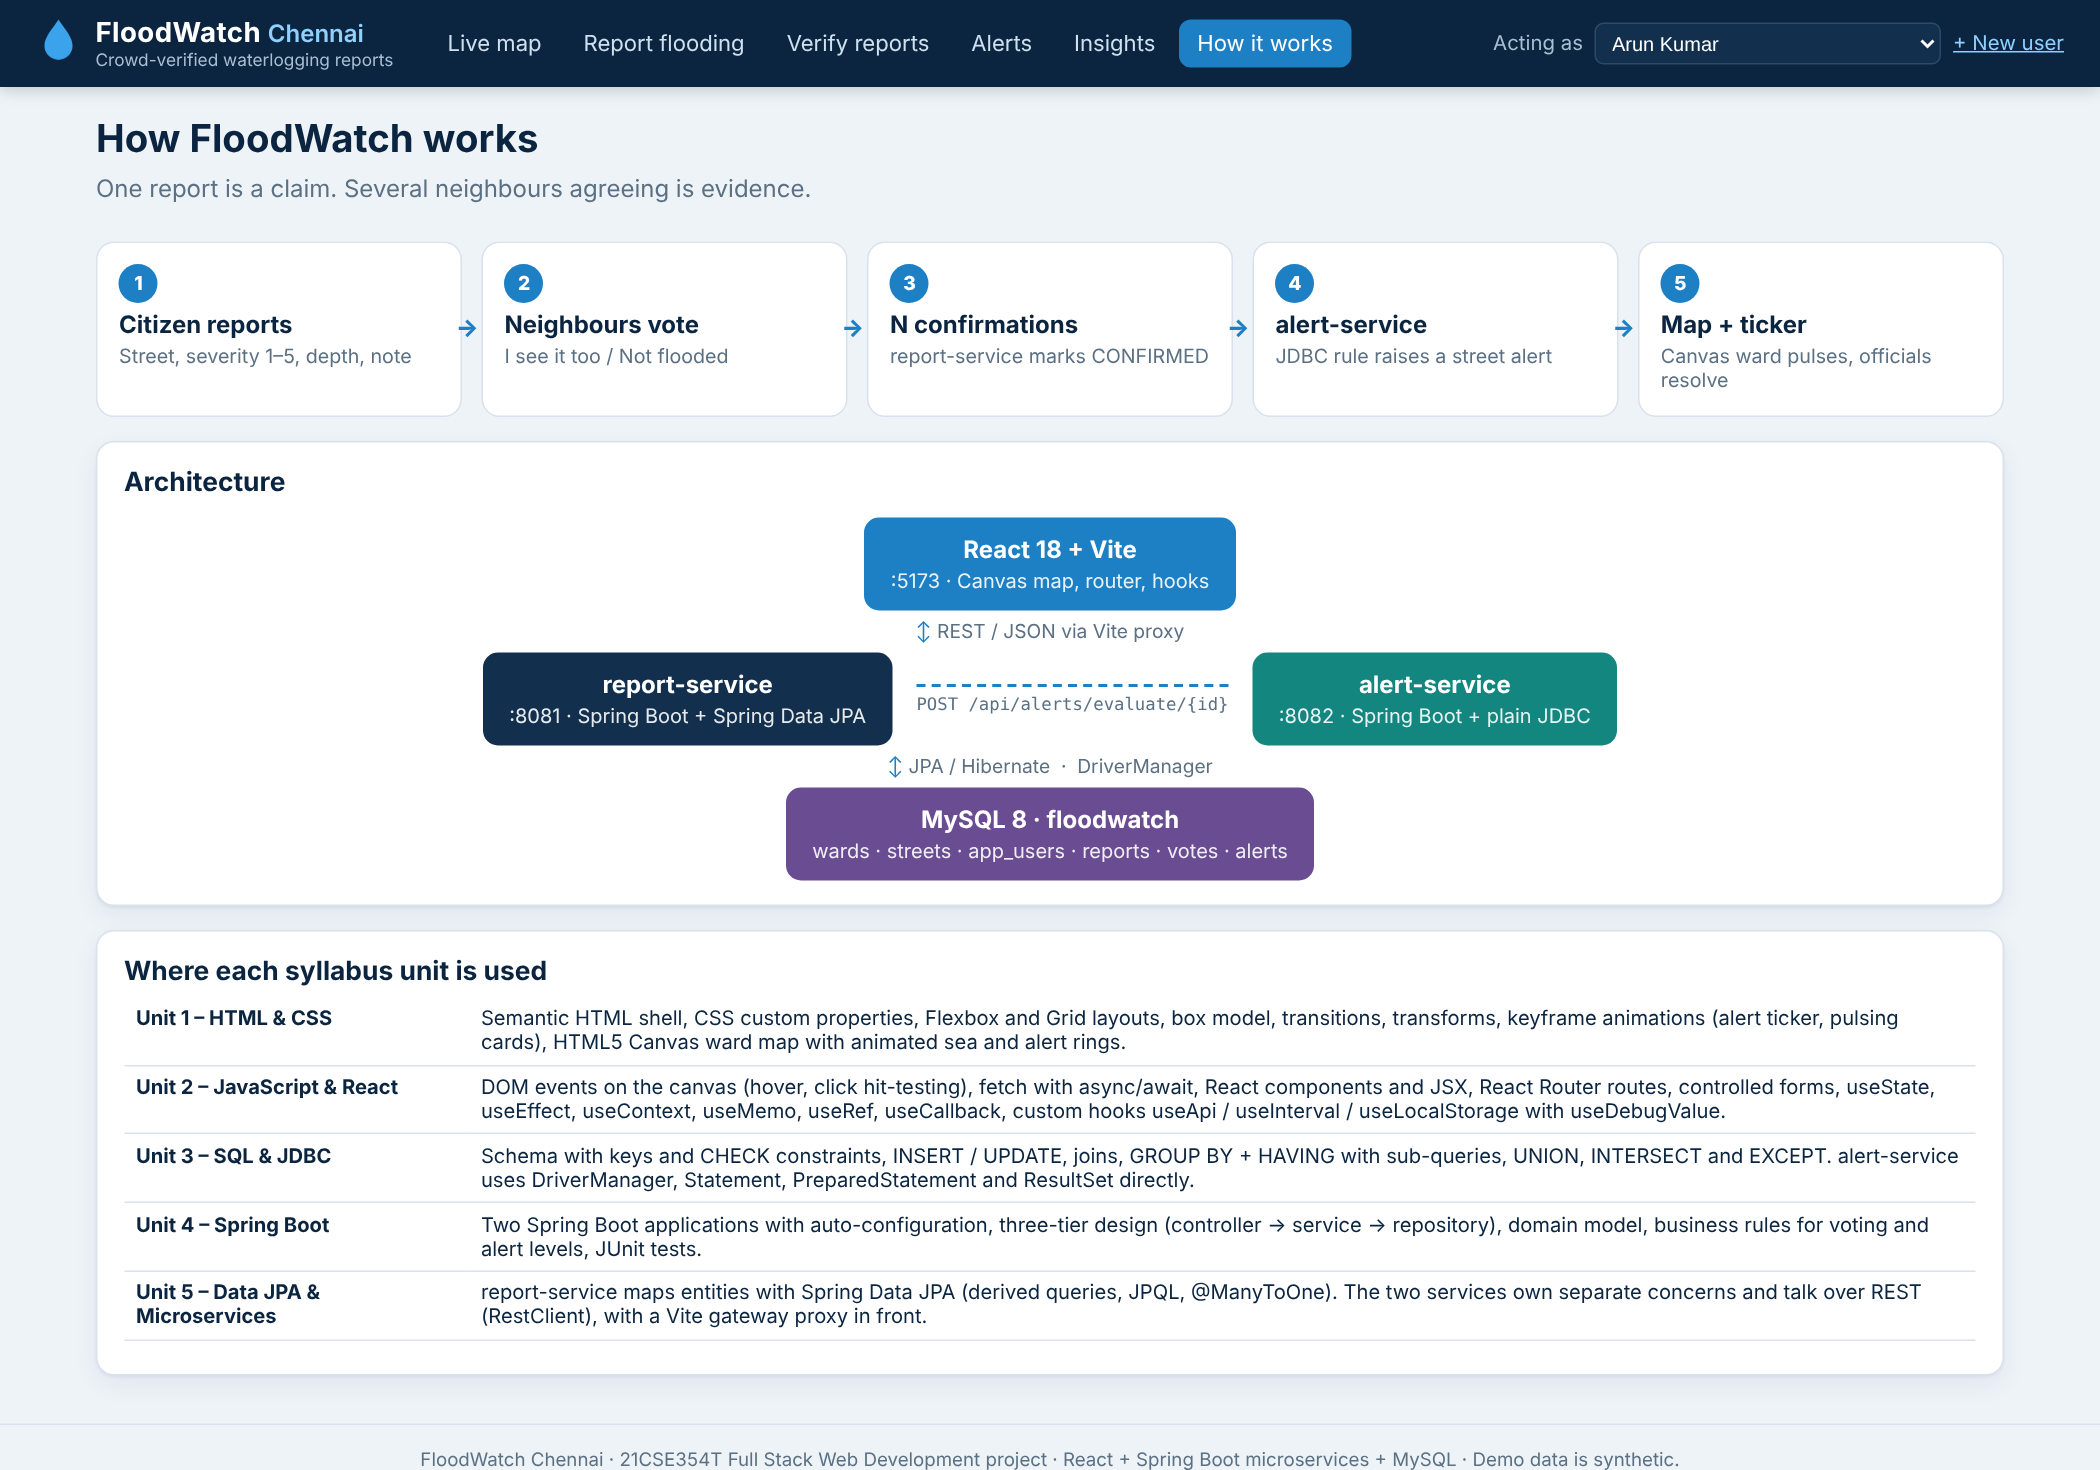 FloodWatch Chennai
Crowd-verified waterlogging reports
Live map
Report flooding
Verify reports
Alerts
Insights
How it works
Acting as
Arun Kumar
+ New user
How FloodWatch works
One report is a claim. Several neighbours agreeing is evidence.
1
Citizen reports
Street, severity 1–5, depth, note
→
2
Neighbours vote
I see it too / Not flooded
→
3
N confirmations
report-service marks CONFIRMED
→
4
alert-service
JDBC rule raises a street alert
→
5
Map + ticker
Canvas ward pulses, officials
resolve
Architecture
React 18 + Vite
:5173 · Canvas map, router, hooks
↕ REST / JSON via Vite proxy
report-service
:8081 · Spring Boot + Spring Data JPA
POST /api/alerts/evaluate/{id}
alert-service
:8082 · Spring Boot + plain JDBC
↕ JPA / Hibernate · DriverManager
MySQL 8 · floodwatch
wards · streets · app_users · reports · votes · alerts
Where each syllabus unit is used
Unit 1 – HTML & CSS
Semantic HTML shell, CSS custom properties, Flexbox and Grid layouts, box model, transitions, transforms, keyframe animations (alert ticker, pulsing
cards), HTML5 Canvas ward map with animated sea and alert rings.
Unit 2 – JavaScript & React
DOM events on the canvas (hover, click hit-testing), fetch with async/await, React components and JSX, React Router routes, controlled forms, useState,
useEffect, useContext, useMemo, useRef, useCallback, custom hooks useApi / useInterval / useLocalStorage with useDebugValue.
Unit 3 – SQL & JDBC
Schema with keys and CHECK constraints, INSERT / UPDATE, joins, GROUP BY + HAVING with sub-queries, UNION, INTERSECT and EXCEPT. alert-service
uses DriverManager, Statement, PreparedStatement and ResultSet directly.
Unit 4 – Spring Boot
Two Spring Boot applications with auto-configuration, three-tier design (controller → service → repository), domain model, business rules for voting and
alert levels, JUnit tests.
Unit 5 – Data JPA &
Microservices
report-service maps entities with Spring Data JPA (derived queries, JPQL, @ManyToOne). The two services own separate concerns and talk over REST
(RestClient), with a Vite gateway proxy in front.
FloodWatch Chennai · 21CSE354T Full Stack Web Development project · React + Spring Boot microservices + MySQL · Demo data is synthetic.